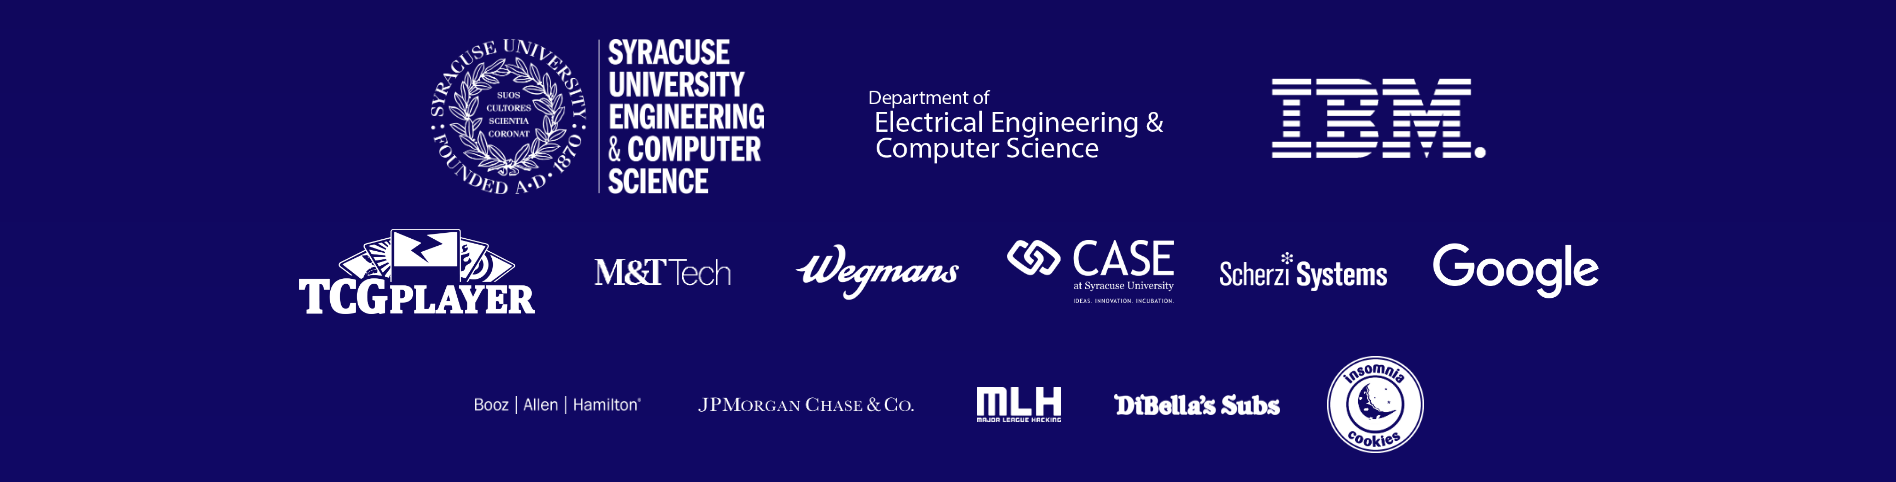 SYRACUSE UNIVERSITY
FOUNDED A·D·1870
SUOS
CULTORES
SCIENTIA
CORONAT
SYRACUSE
UNIVERSITY
ENGINEERING
& COMPUTER
SCIENCE
Department of
Electrical Engineering &
Computer Science
IBM.
TCGPLAYER
M&T Tech
Wegmans
CASE
at Syracuse University
IDEAS. INNOVATION. INCUBATION.
Scherzi Systems
Google
Booz | Allen | Hamilton®
JPMORGAN CHASE & CO.
MLH
MAJOR LEAGUE HACKING
DiBella's Subs
insomnia
cookies